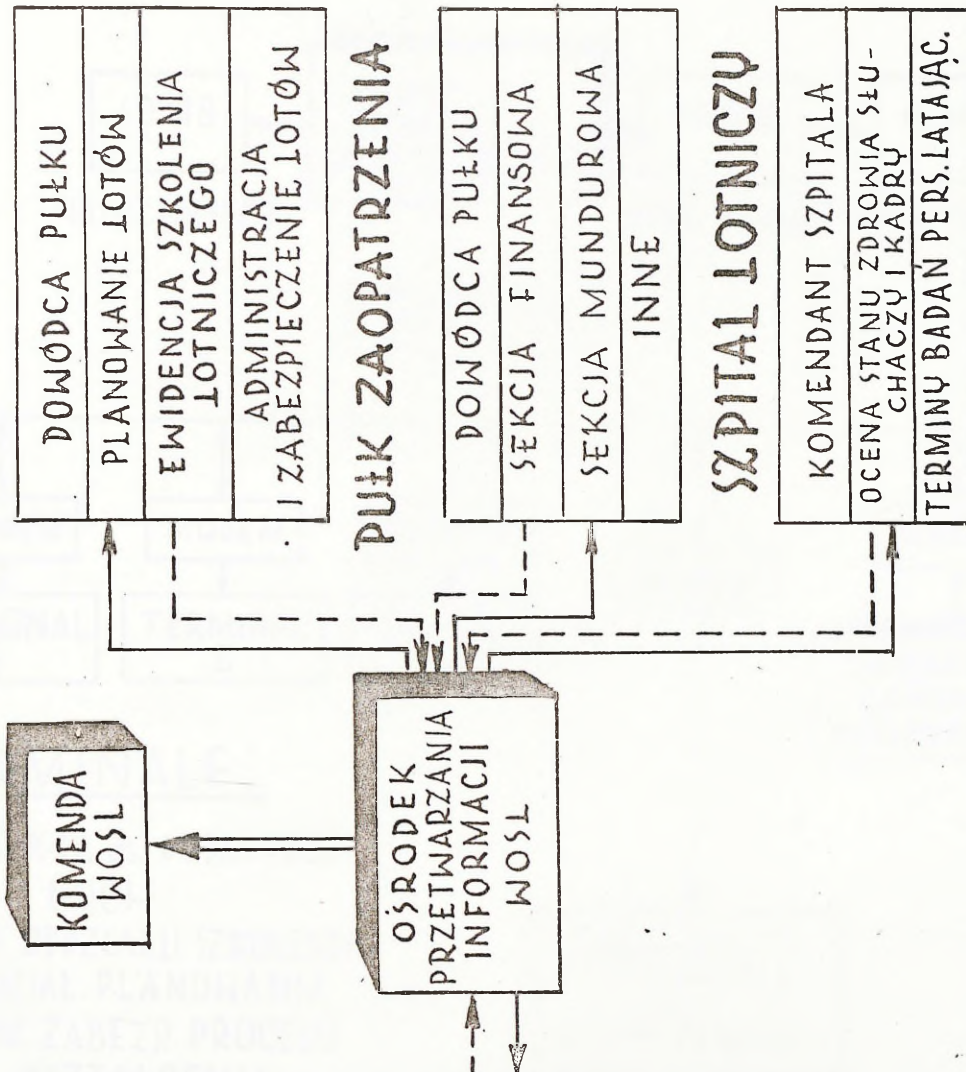 KOMENDA
WOSL
OŚRODEK
PRZETWARZANIA
INFORMACJI
WOSL
DOWÓDCA PUŁKU
PLANOWANIE LOTÓW
EWIDENCJA SZKOLENIA
LOTNICZEGO
ADMINISTRACJA
I ZABEZPIECZENIE LOTÓW
PUŁK ZAOPATRZENIA
DOWÓDCA PUŁKU
SEKCJA FINANSOWA
SEKCJA MUNDUROWA
INNE
SZPITAL LOTNICZY
KOMENDANT SZPITALA
OCENA STANU ZDROWIA SŁU-
CHACZY I KADRY
TERMINY BADAŃ PERS.LATAJĄC.